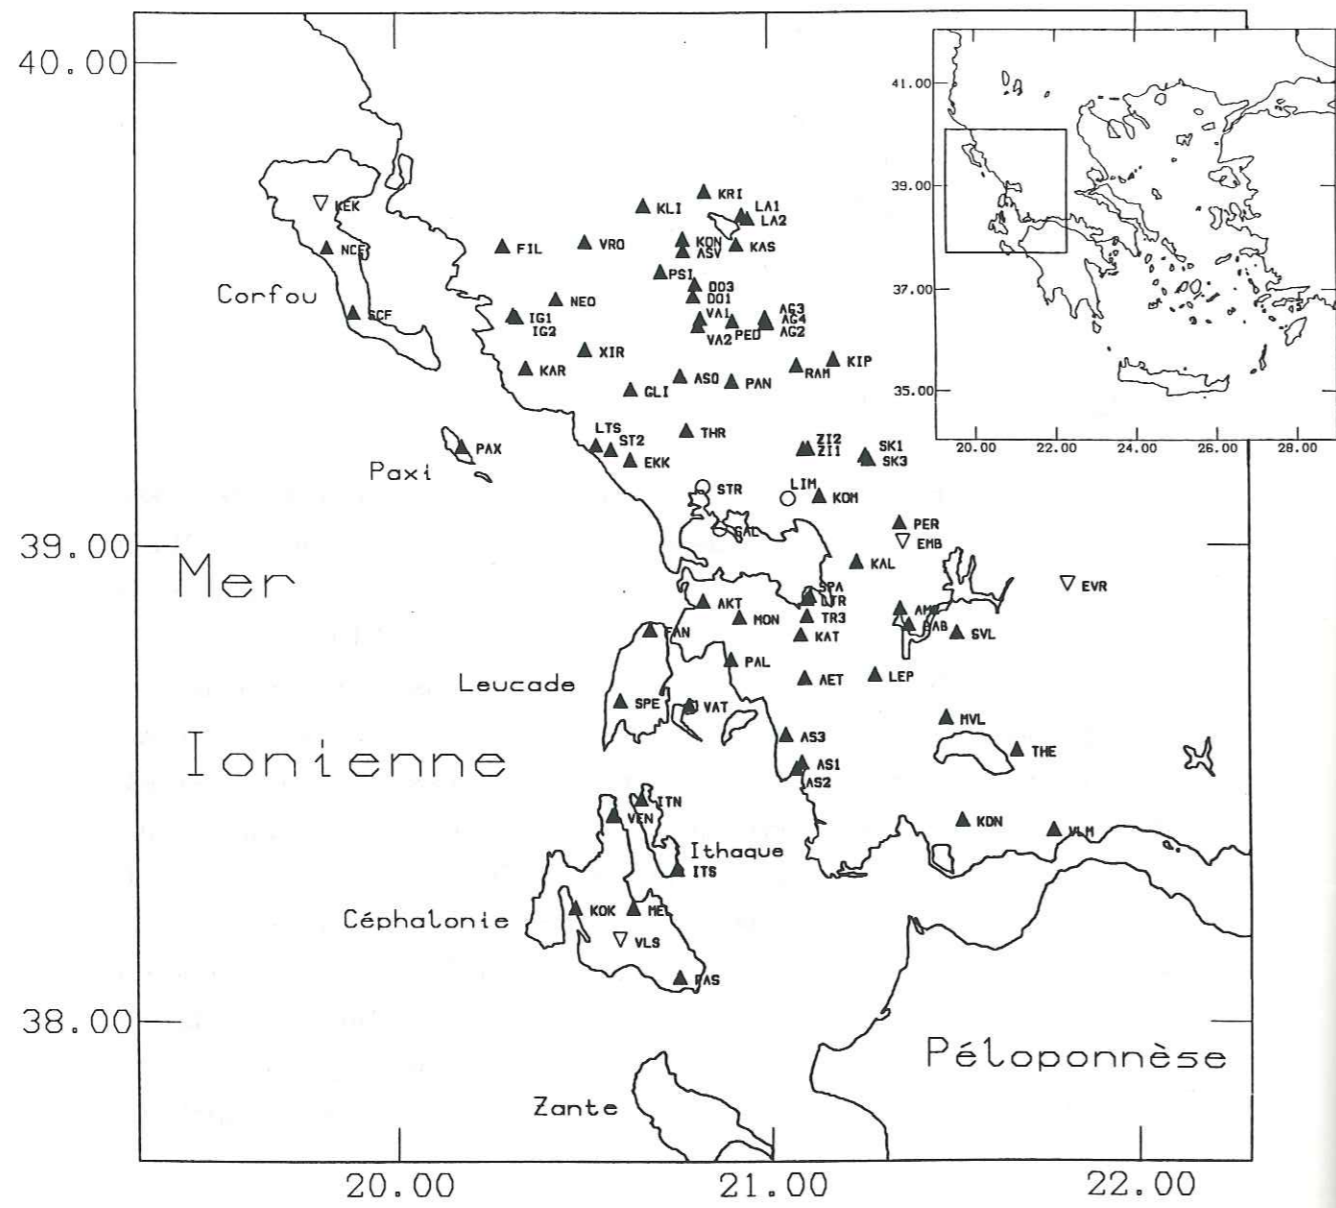 40.00
41.00
39.00
37.00
35.00
20.00 22.00 24.00 26.00 28.00
KRI
KLI
LA1
LA2
KEK
KON
KAS
FIL
VRO
ASV
NCF
PSI
DO3
Corfou
NEO
DO1
SCF
IG1
VA1
AG3
AG4
IG2
VA2
PED
AG2
XIR
KIP
KAR
RAM
ASO
PAN
GLI
LTS
THR
ST2
ZI2
SK1
PAX
ZI1
Paxi
EKK
SK3
STR
LIM
KOM
PER
39.00
SAL
EMB
Mer
KAL
EVR
SPA
AKT
LTR
AMB
MON
TR3
BAB
FAN
KAT
SVL
PAL
Leucade
AET
LEP
SPE
VAT
MVL
AS3
THE
Ionienne
AS1
AS2
ITN
VEN
KDN
VLM
Ithaque
ITS
Céphalonie
KOK
MEL
VLS
PAS
38.00
Péloponnèse
Zante
20.00 21.00 22.00